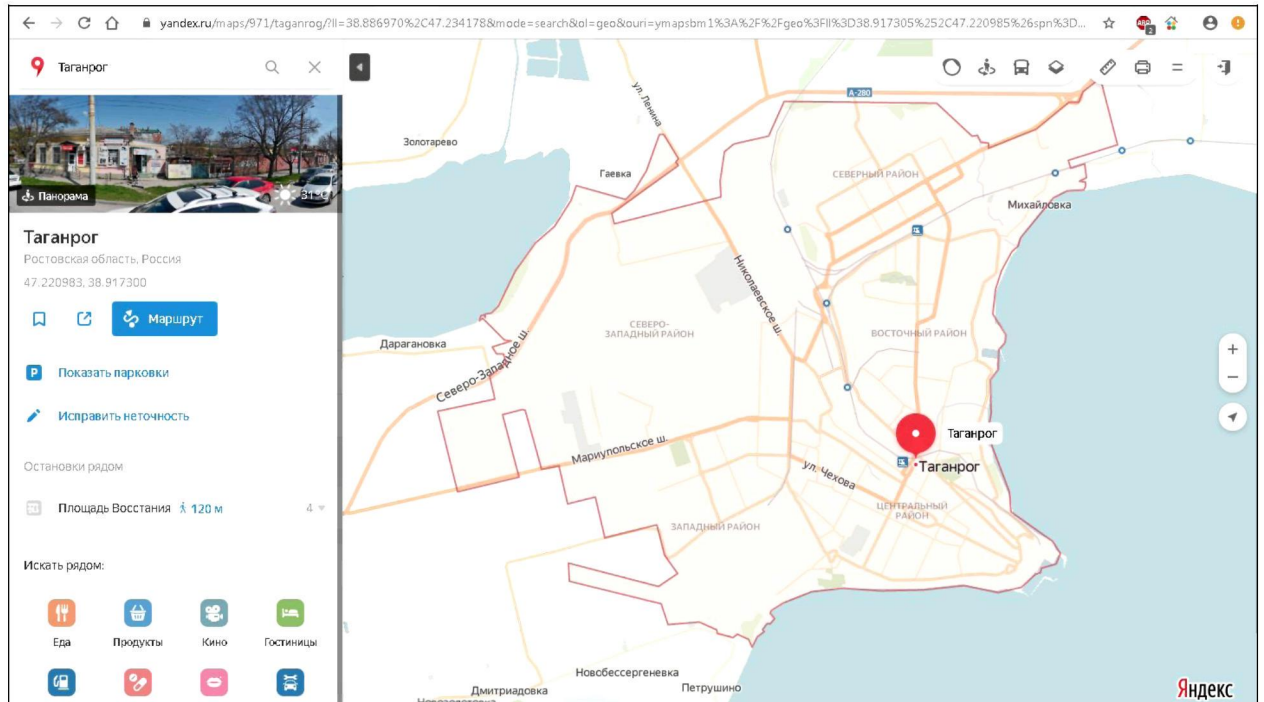 yandex.ru/maps/971/taganrog/?ll=38.886970%2C47.234178&mode=search&ol=geo&ouri=ymapsbm1%3A%2F%2Fgeo%3Fll%3D38.917305%252C47.220985%26spn%3D...
ABP
2
Таганрог
Панорама
31°
Таганрог
Ростовская область, Россия
47.220983, 38.917300
Маршрут
P Показать парковки
Исправить неточность
Остановки рядом
Площадь Восстания 120 м 4
Искать рядом:
Еда Продукты Кино Гостиницы
А-280
ул. Ленина
Золотарево
Гаевка
СЕВЕРНЫЙ РАЙОН
Михайловка
Николаевское ш.
СЕВЕРО-
ЗАПАДНЫЙ РАЙОН
ВОСТОЧНЫЙ РАЙОН
Дарагановка
Северо-Западное ш.
Таганрог
Мариупольское ш.
ул. Чехова
Таганрог
ЦЕНТРАЛЬНЫЙ
РАЙОН
ЗАПАДНЫЙ РАЙОН
Новобессергеневка
Дмитриадовка
Петрушино
Яндекс